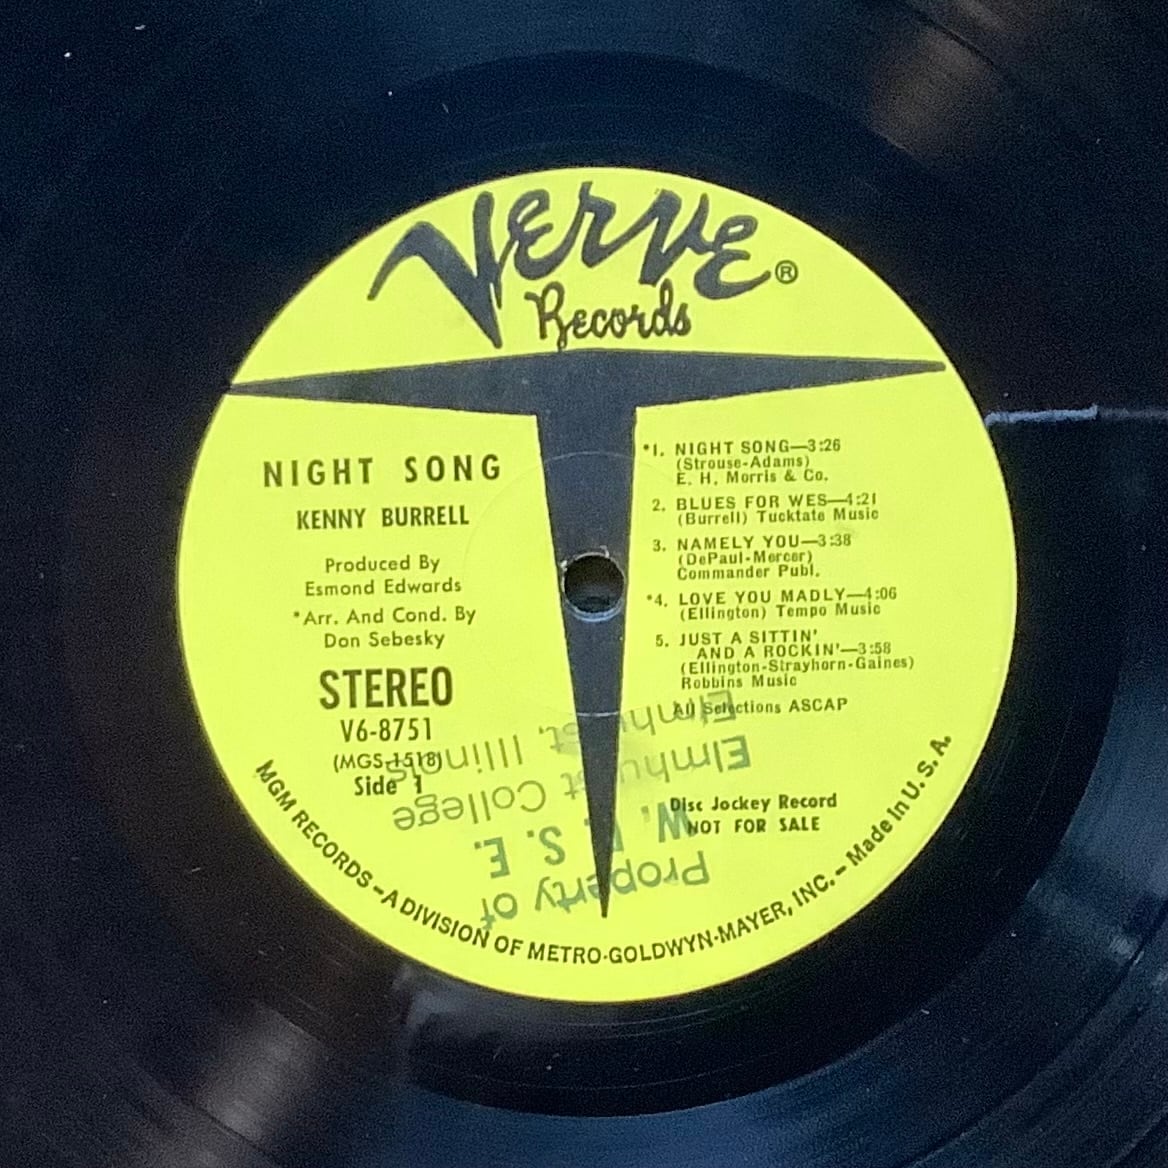 Verve®
Records
NIGHT SONG
KENNY BURRELL
Produced By
Esmond Edwards
*Arr. And Cond. By
Don Sebesky
STEREO
V6-8751
(MGS-1518)
Side 1
*1. NIGHT SONG—3:26
(Strouse-Adams)
E. H. Morris & Co.
2. BLUES FOR WES—4:21
(Burrell) Tucktate Music
3. NAMELY YOU—3:38
(DePaul-Mercer)
Commander Publ.
*4. LOVE YOU MADLY—4:06
(Ellington) Tempo Music
5. JUST A SITTIN'
AND A ROCKIN'—3:58
(Ellington-Strayhorn-Gaines)
Robbins Music
All Selections ASCAP
Disc Jockey Record
NOT FOR SALE
MGM RECORDS – A DIVISION OF METRO-GOLDWYN-MAYER, INC. – Made In U. S. A.
Property of
W. S. E.
Elmhurst College
Elmhurst, Illinois